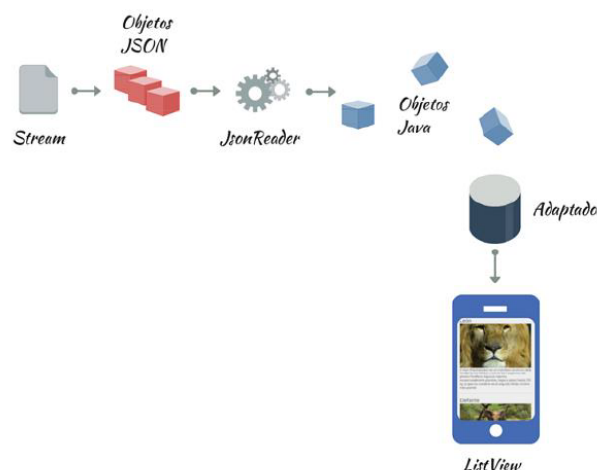 Objetos
JSON
Stream
JsonReader
Objetos
Java
Adaptado
ListView